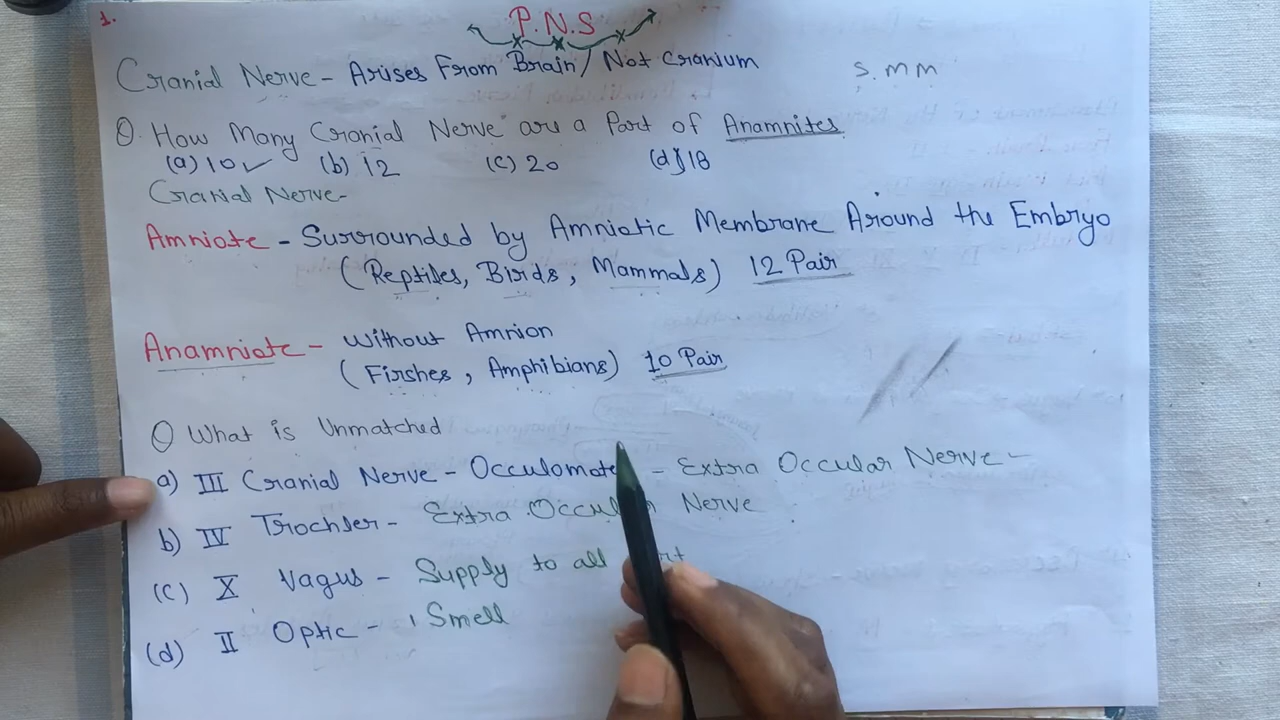 1.
P.N.S
Cranial Nerve - Arises From Brain/ Not Cranium
S.MM
Q. How Many Cranial Nerve are a Part of Anamnites
(a) 10 ✓ (b) 12 (c) 20 (d) 18
Cranial Nerve-
Amniote - Surrounded by Amniotic Membrane Around the Embryo
(Reptiles, Birds, Mammals) 12 Pair
Anamniote - without Amnion
(Firshes, Amphibians) 10 Pair
Q What is Unmatched
a) III Cranial Nerve - Occulomoto - Extra Occular Nerve -
b) IV Trochler - Extra Nerve
(c) X Vagus - Supply to all
(d) II Optic - Smell